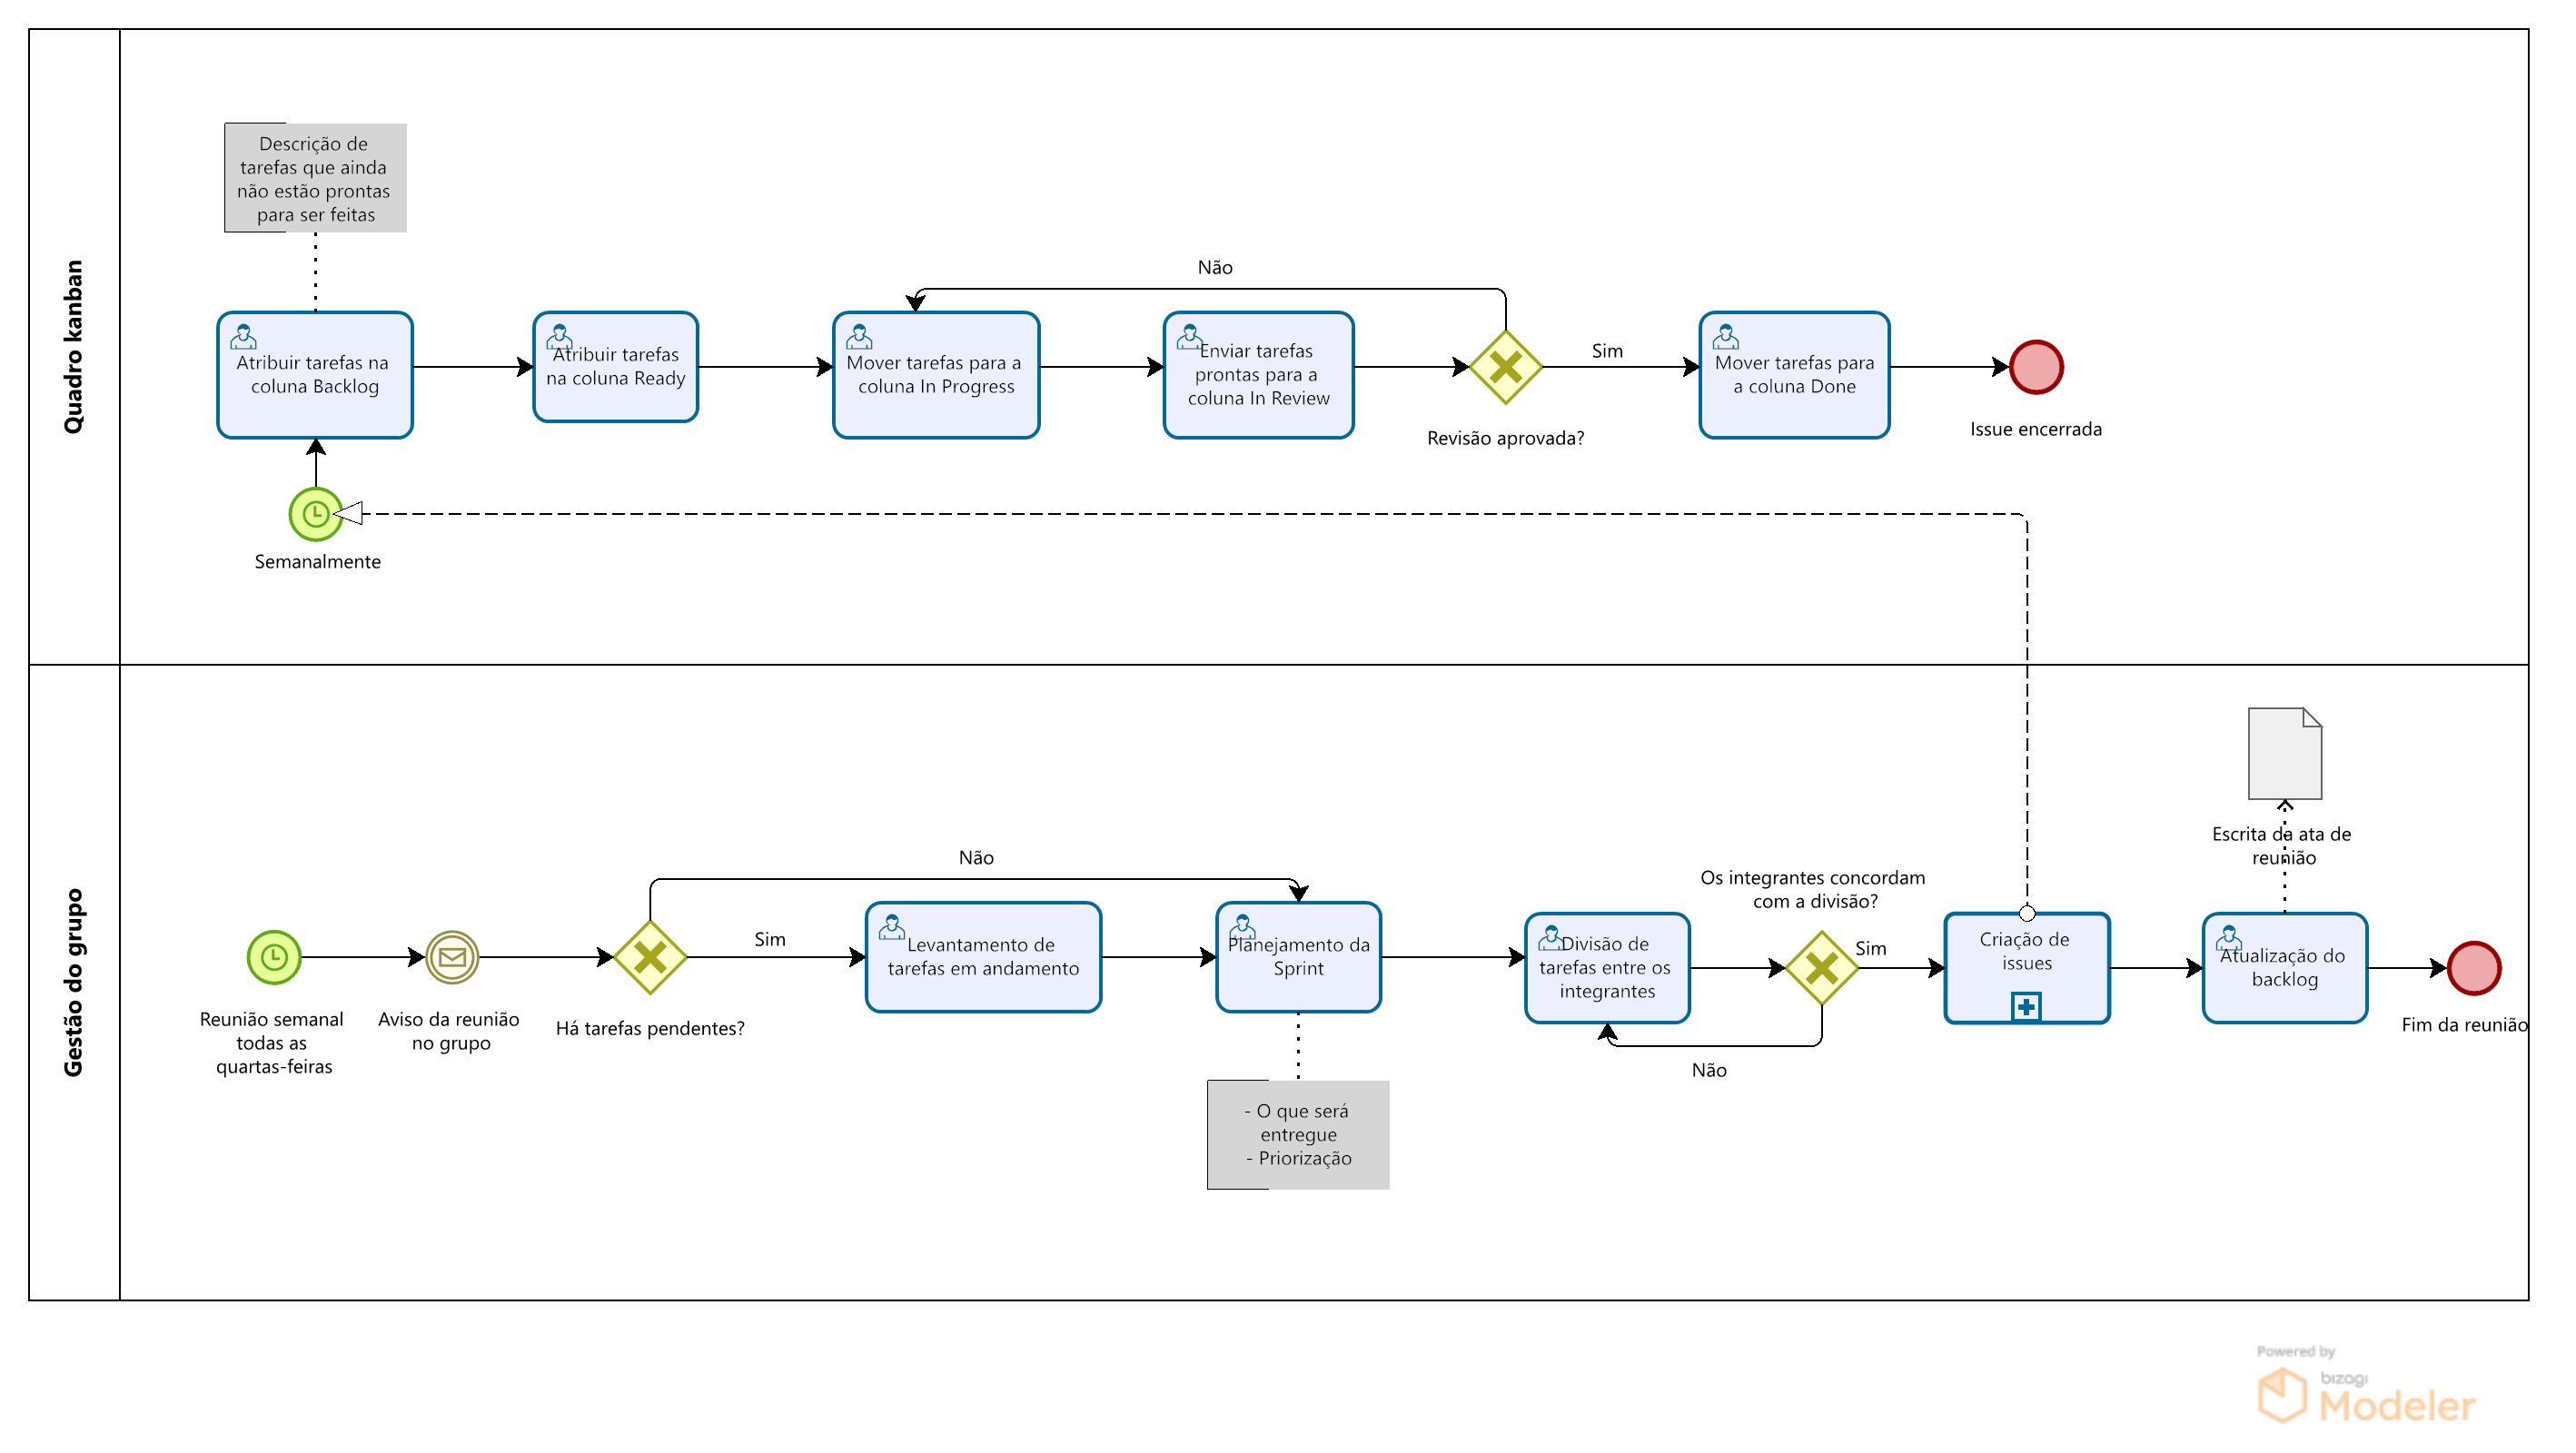 Quadro kanban
Descrição de
tarefas que ainda
não estão prontas
para ser feitas
Não
Atribuir tarefas na
coluna Backlog
Atribuir tarefas
na coluna Ready
Mover tarefas para a
coluna In Progress
Enviar tarefas
prontas para a
coluna In Review
Revisão aprovada?
Sim
Mover tarefas para
a coluna Done
Issue encerrada
Semanalmente
Gestão do grupo
Reunião semanal
todas as
quartas-feiras
Aviso da reunião
no grupo
Há tarefas pendentes?
Não
Sim
Levantamento de
tarefas em andamento
Planejamento da
Sprint
- O que será
entregue
- Priorização
Divisão de
tarefas entre os
integrantes
Os integrantes concordam
com a divisão?
Sim
Não
Criação de
issues
Escrita da ata de
reunião
Atualização do
backlog
Fim da reunião
Powered by
bizagi
Modeler